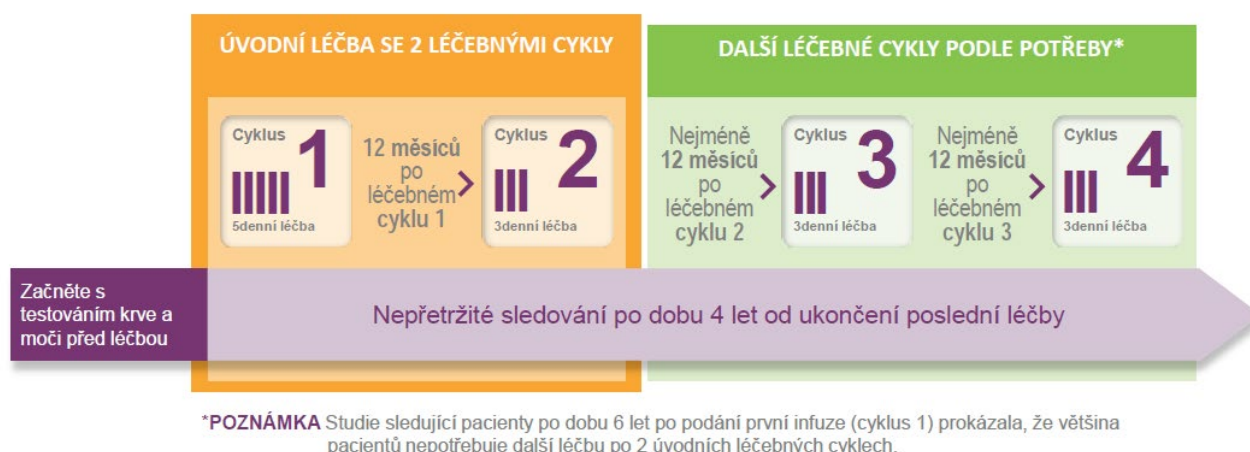 ÚVODNÍ LÉČBA SE 2 LÉČEBNÝMI CYKLY
DALŠÍ LÉČEBNÉ CYKLY PODLE POTŘEBY*
Cyklus
1
5denní léčba
12 měsíců
po
léčebném
cyklu 1
Cyklus
2
3denní léčba
Nejméně
12 měsíců
po
léčebném
cyklu 2
Cyklus
3
3denní léčba
Nejméně
12 měsíců
po
léčebném
cyklu 3
Cyklus
4
3denní léčba
Začněte s
testováním krve a
moči před léčbou
Nepřetržité sledování po dobu 4 let od ukončení poslední léčby
*POZNÁMKA Studie sledující pacienty po dobu 6 let po podání první infuze (cyklus 1) prokázala, že většina
pacientů nepotřebuje další léčbu po 2 úvodních léčebných cyklech.